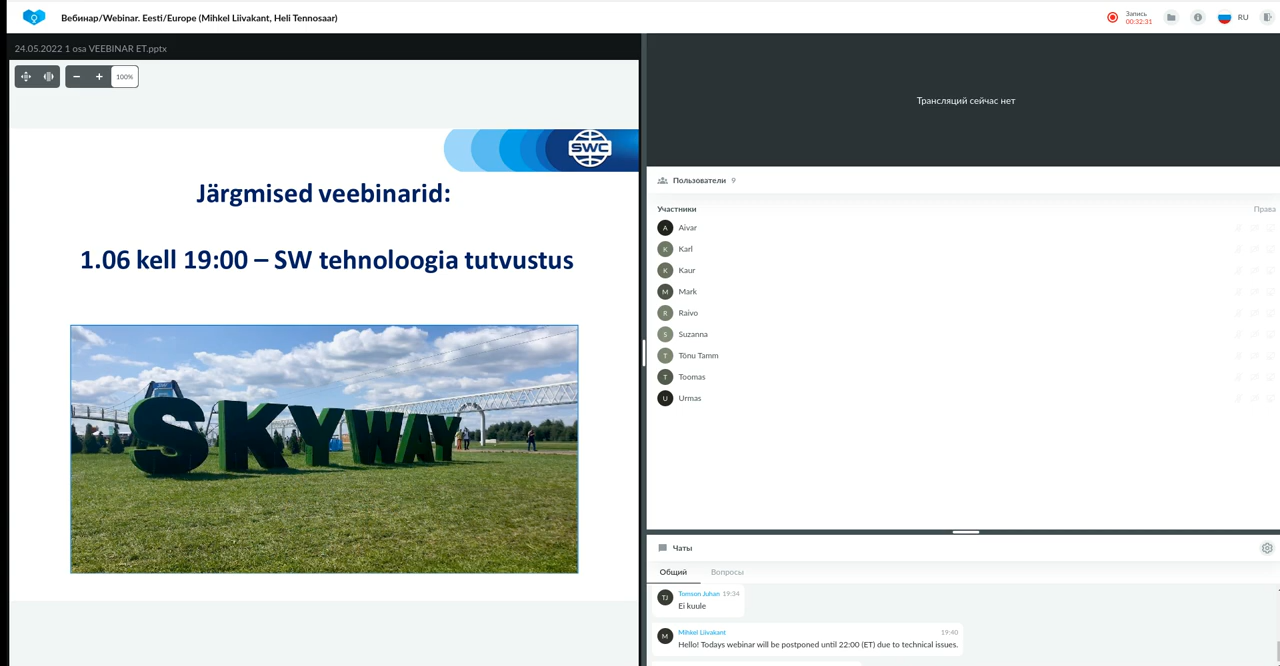 Вебинар/Webinar. Eesti/Europe (Mihkel Liivakant, Heli Tennosaar)
Запись
00:32:31
RU
24.05.2022 1 osa VEEBINAR ET.pptx
100%
SWC
Järgmised veebinarid:
1.06 kell 19:00 – SW tehnoloogia tutvustus
SKYWAY
Трансляций сейчас нет
Пользователи 9
Участники
Права
A Aivar
K Karl
K Kaur
M Mark
R Raivo
S Suzanna
T Tõnu Tamm
T Toomas
U Urmas
Чаты
Общий
Вопросы
TJ
Tomson Juhan 19:34
Ei kuule
M
Mihkel Liivakant 19:40
Hello! Todays webinar will be postponed until 22:00 (ET) due to technical issues.